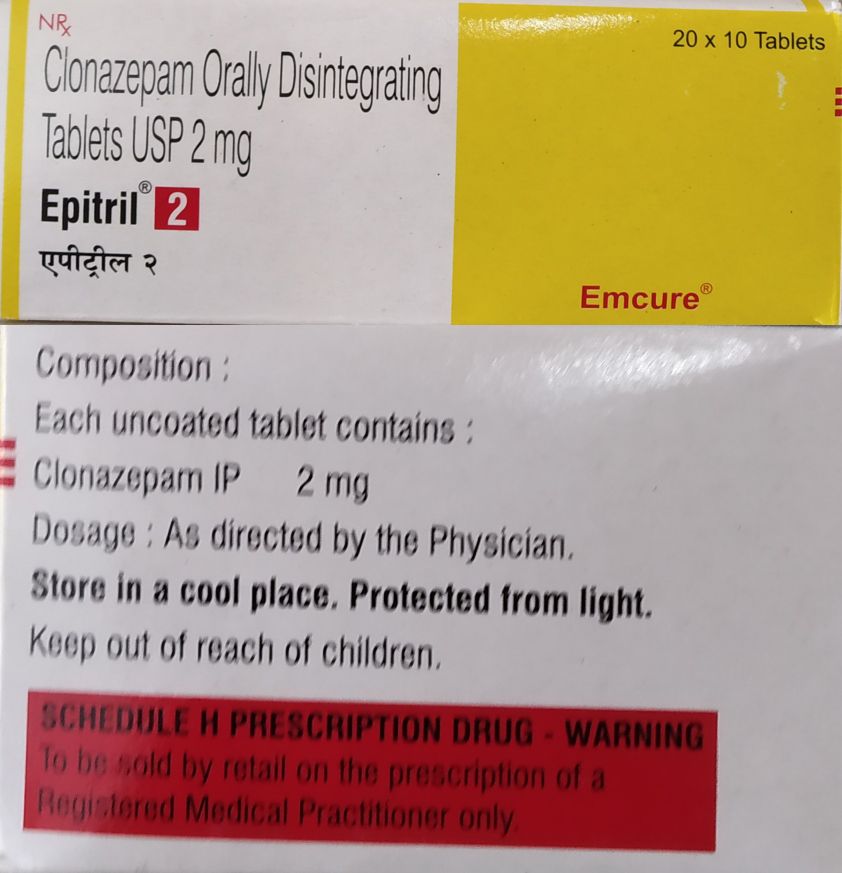 NRx
Clonazepam Orally Disintegrating
Tablets USP 2 mg
Epitril® 2
एपीट्रील २
20 x 10 Tablets
Emcure®
Composition :
Each uncoated tablet contains :
Clonazepam IP 2 mg
Dosage : As directed by the Physician.
Store in a cool place. Protected from light.
Keep out of reach of children.
SCHEDULE H PRESCRIPTION DRUG - WARNING
To be sold by retail on the prescription of a
Registered Medical Practitioner only.